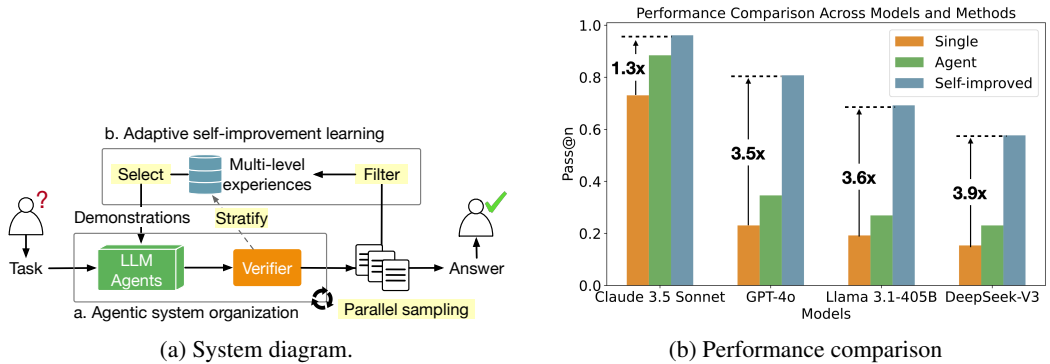 b. Adaptive self-improvement learning
Select
Multi-level
experiences
Filter
?
Demonstrations
Stratify
Task
LLM
Agents
Verifier
Answer
Parallel sampling
a. Agentic system organization
(a) System diagram.
Performance Comparison Across Models and Methods
Pass@n
1.0
0.8
0.6
0.4
0.2
0.0
1.3x
3.5x
3.6x
3.9x
Single
Agent
Self-improved
Claude 3.5 Sonnet
GPT-4o
Llama 3.1-405B
DeepSeek-V3
Models
(b) Performance comparison